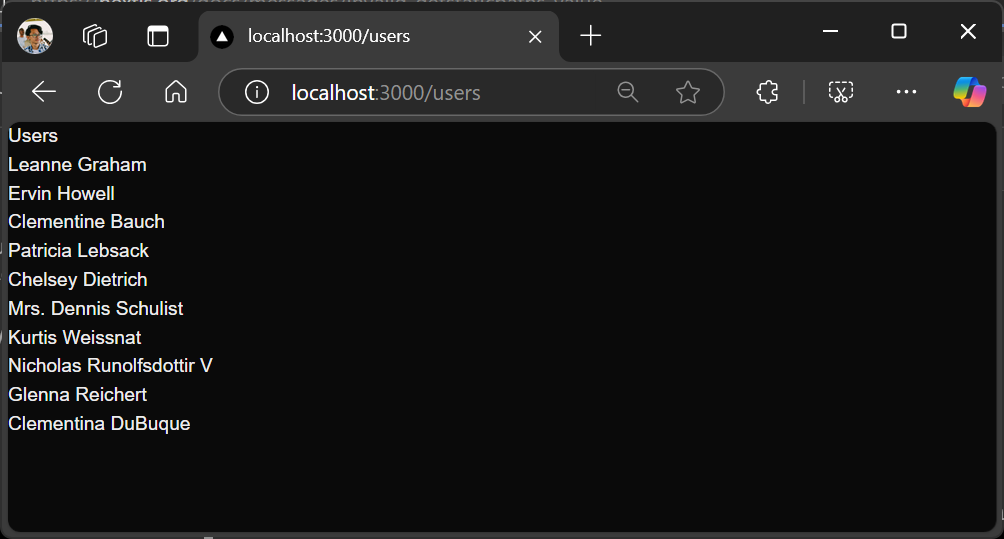 localhost:3000/users
localhost:3000/users
Users
Leanne Graham
Ervin Howell
Clementine Bauch
Patricia Lebsack
Chelsey Dietrich
Mrs. Dennis Schulist
Kurtis Weissnat
Nicholas Runolfsdottir V
Glenna Reichert
Clementina DuBuque